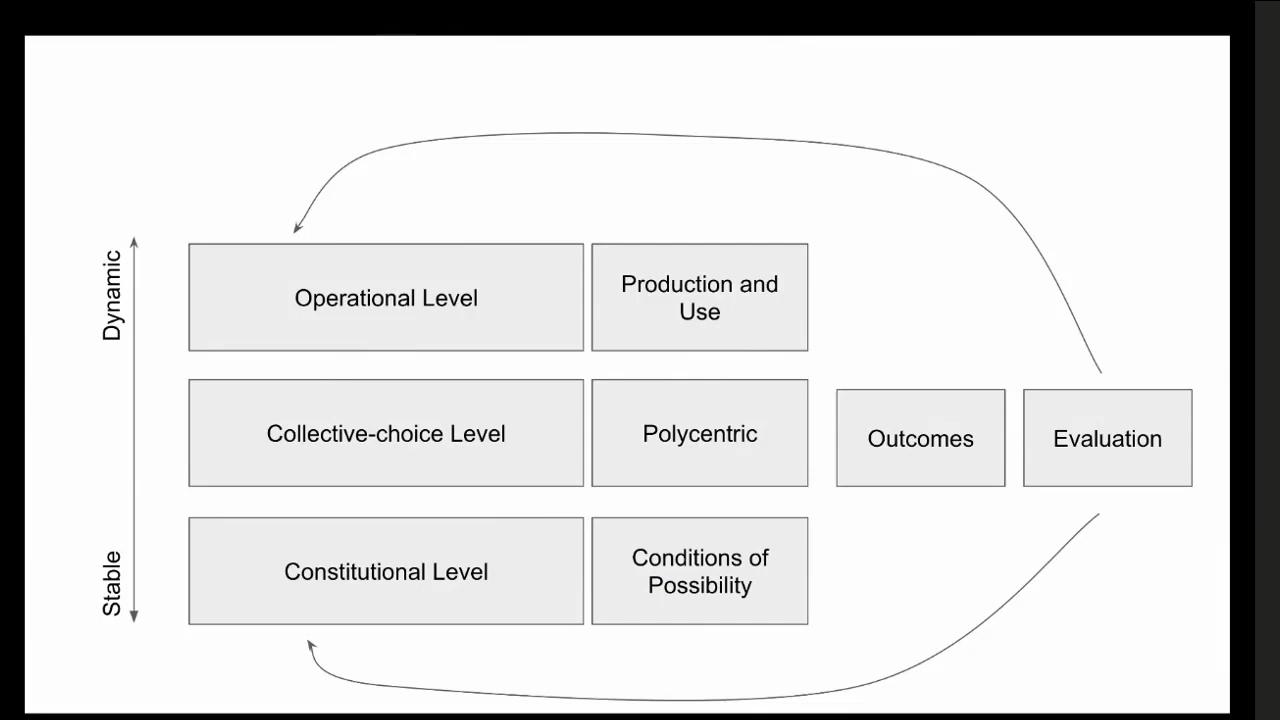 Dynamic
Operational Level
Production and
Use
Collective-choice Level
Polycentric
Outcomes
Evaluation
Stable
Constitutional Level
Conditions of
Possibility